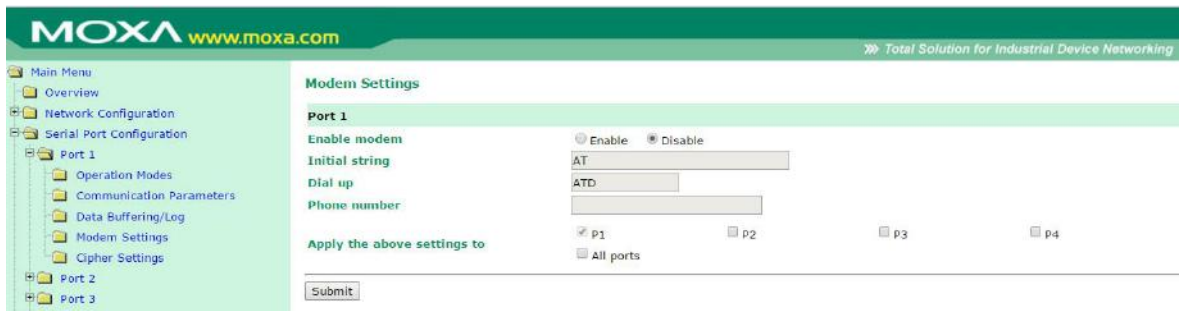 MOXA www.moxa.com
Total Solution for Industrial Device Networking
Main Menu
Overview
Network Configuration
Serial Port Configuration
Port 1
Operation Modes
Communication Parameters
Data Buffering/Log
Modem Settings
Cipher Settings
Port 2
Port 3
Modem Settings
Port 1
Enable modem Enable Disable
Initial string AT
Dial up ATD
Phone number
Apply the above settings to P1 P2 P3 P4
All ports
Submit